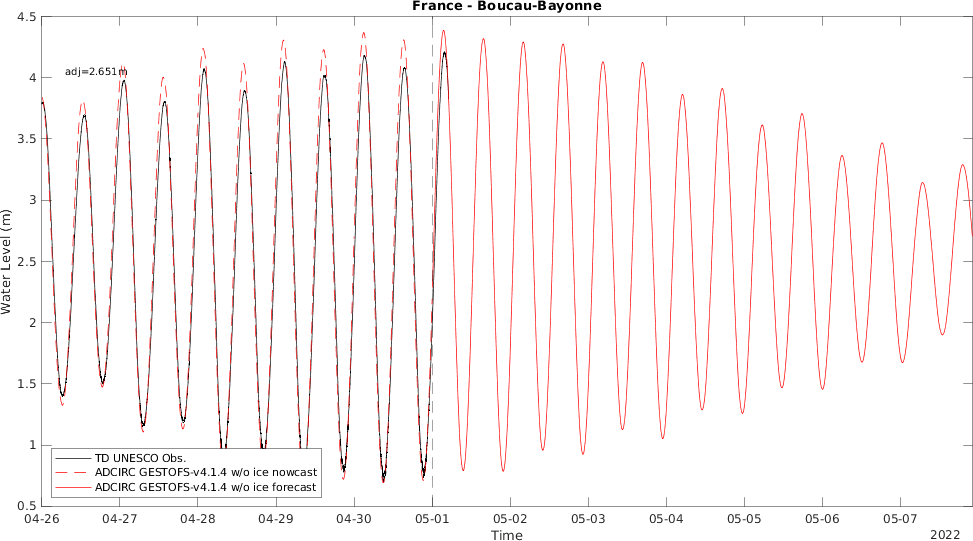 France - Boucau-Bayonne
adj=2.651m
Water Level (m)
4.5
4
3.5
3
2.5
2
1.5
1
0.5
TD UNESCO Obs.
ADCIRC GESTOFS-v4.1.4 w/o ice nowcast
ADCIRC GESTOFS-v4.1.4 w/o ice forecast
04-26 04-27 04-28 04-29 04-30 05-01 05-02 05-03 05-04 05-05 05-06 05-07
Time
2022